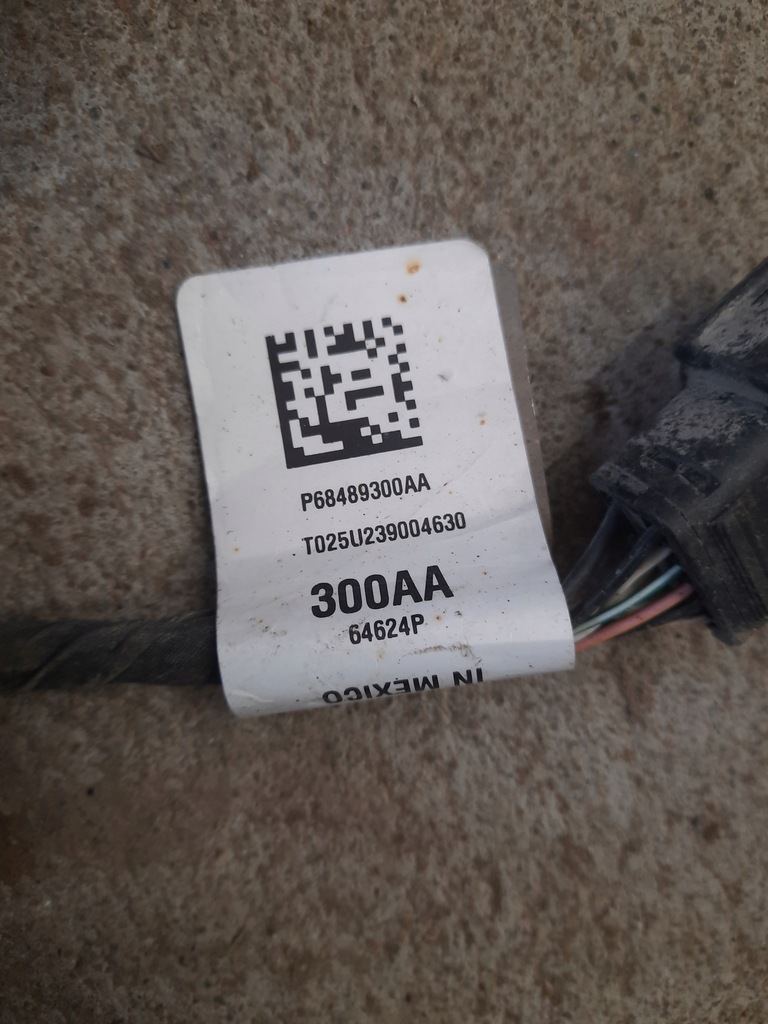 P68489300AA
T025U239004630
300AA
64624P
IN MEXICO